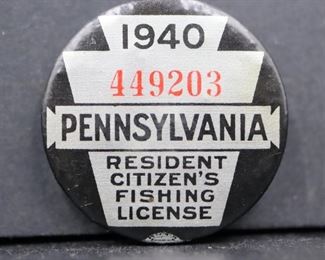 1940
449203
PENNSYLVANIA
RESIDENT
CITIZEN'S
FISHING
LICENSE